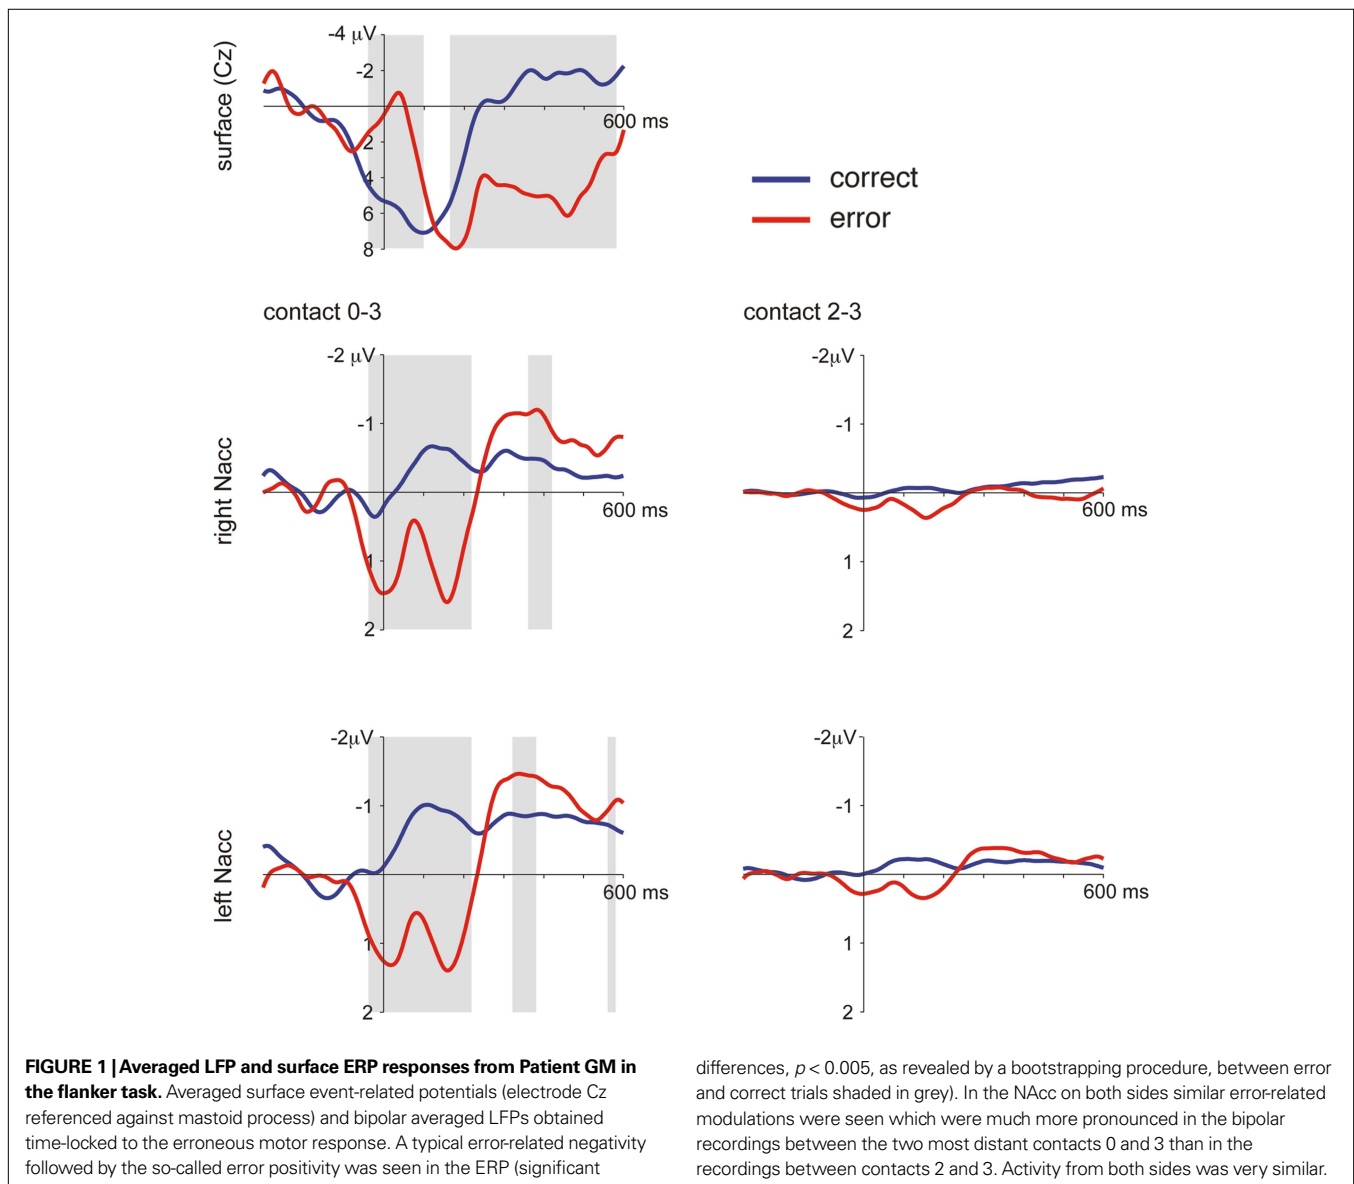 surface (Cz)
-4 µV
-2
2
4
6
8
600 ms
correct
error
contact 0-3
right Nacc
-2 µV
-1
1
2
600 ms
contact 2-3
-2µV
-1
1
2
600 ms
left Nacc
-2µV
-1
1
2
600 ms
-2µV
-1
1
2
600 ms
FIGURE 1 | Averaged LFP and surface ERP responses from Patient GM in
the flanker task. Averaged surface event-related potentials (electrode Cz
referenced against mastoid process) and bipolar averaged LFPs obtained
time-locked to the erroneous motor response. A typical error-related negativity
followed by the so-called error positivity was seen in the ERP (significant
differences, p < 0.005, as revealed by a bootstrapping procedure, between error
and correct trials shaded in grey). In the NAcc on both sides similar error-related
modulations were seen which were much more pronounced in the bipolar
recordings between the two most distant contacts 0 and 3 than in the
recordings between contacts 2 and 3. Activity from both sides was very similar.